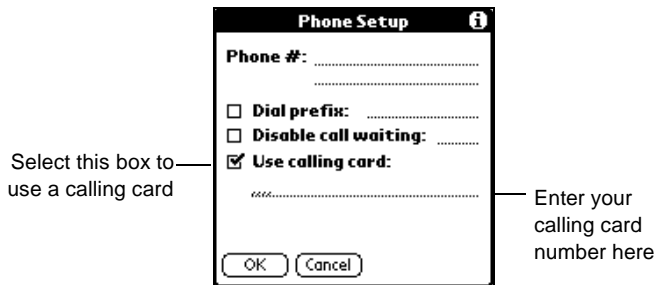 Phone Setup
Phone #:
Dial prefix:
Disable call waiting:
Use calling card:
,,,,
OK Cancel
Select this box to
use a calling card
Enter your
calling card
number here